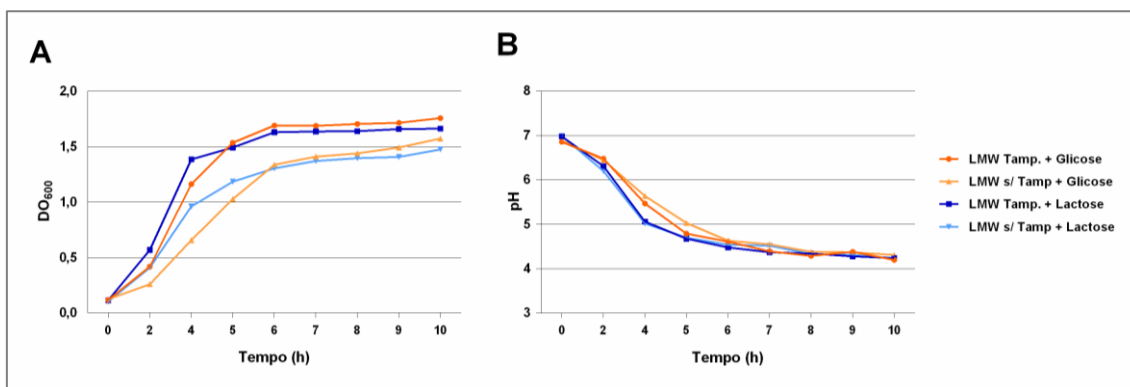 A
2,0
1,5
1,0
0,5
0,0
DO600
0 2 4 5 6 7 8 9 10
Tempo (h)
B
8
7
6
5
4
3
pH
0 2 4 5 6 7 8 9 10
Tempo (h)
LMW Tamp. + Glicose
LMW s/ Tamp + Glicose
LMW Tamp. + Lactose
LMW s/ Tamp + Lactose